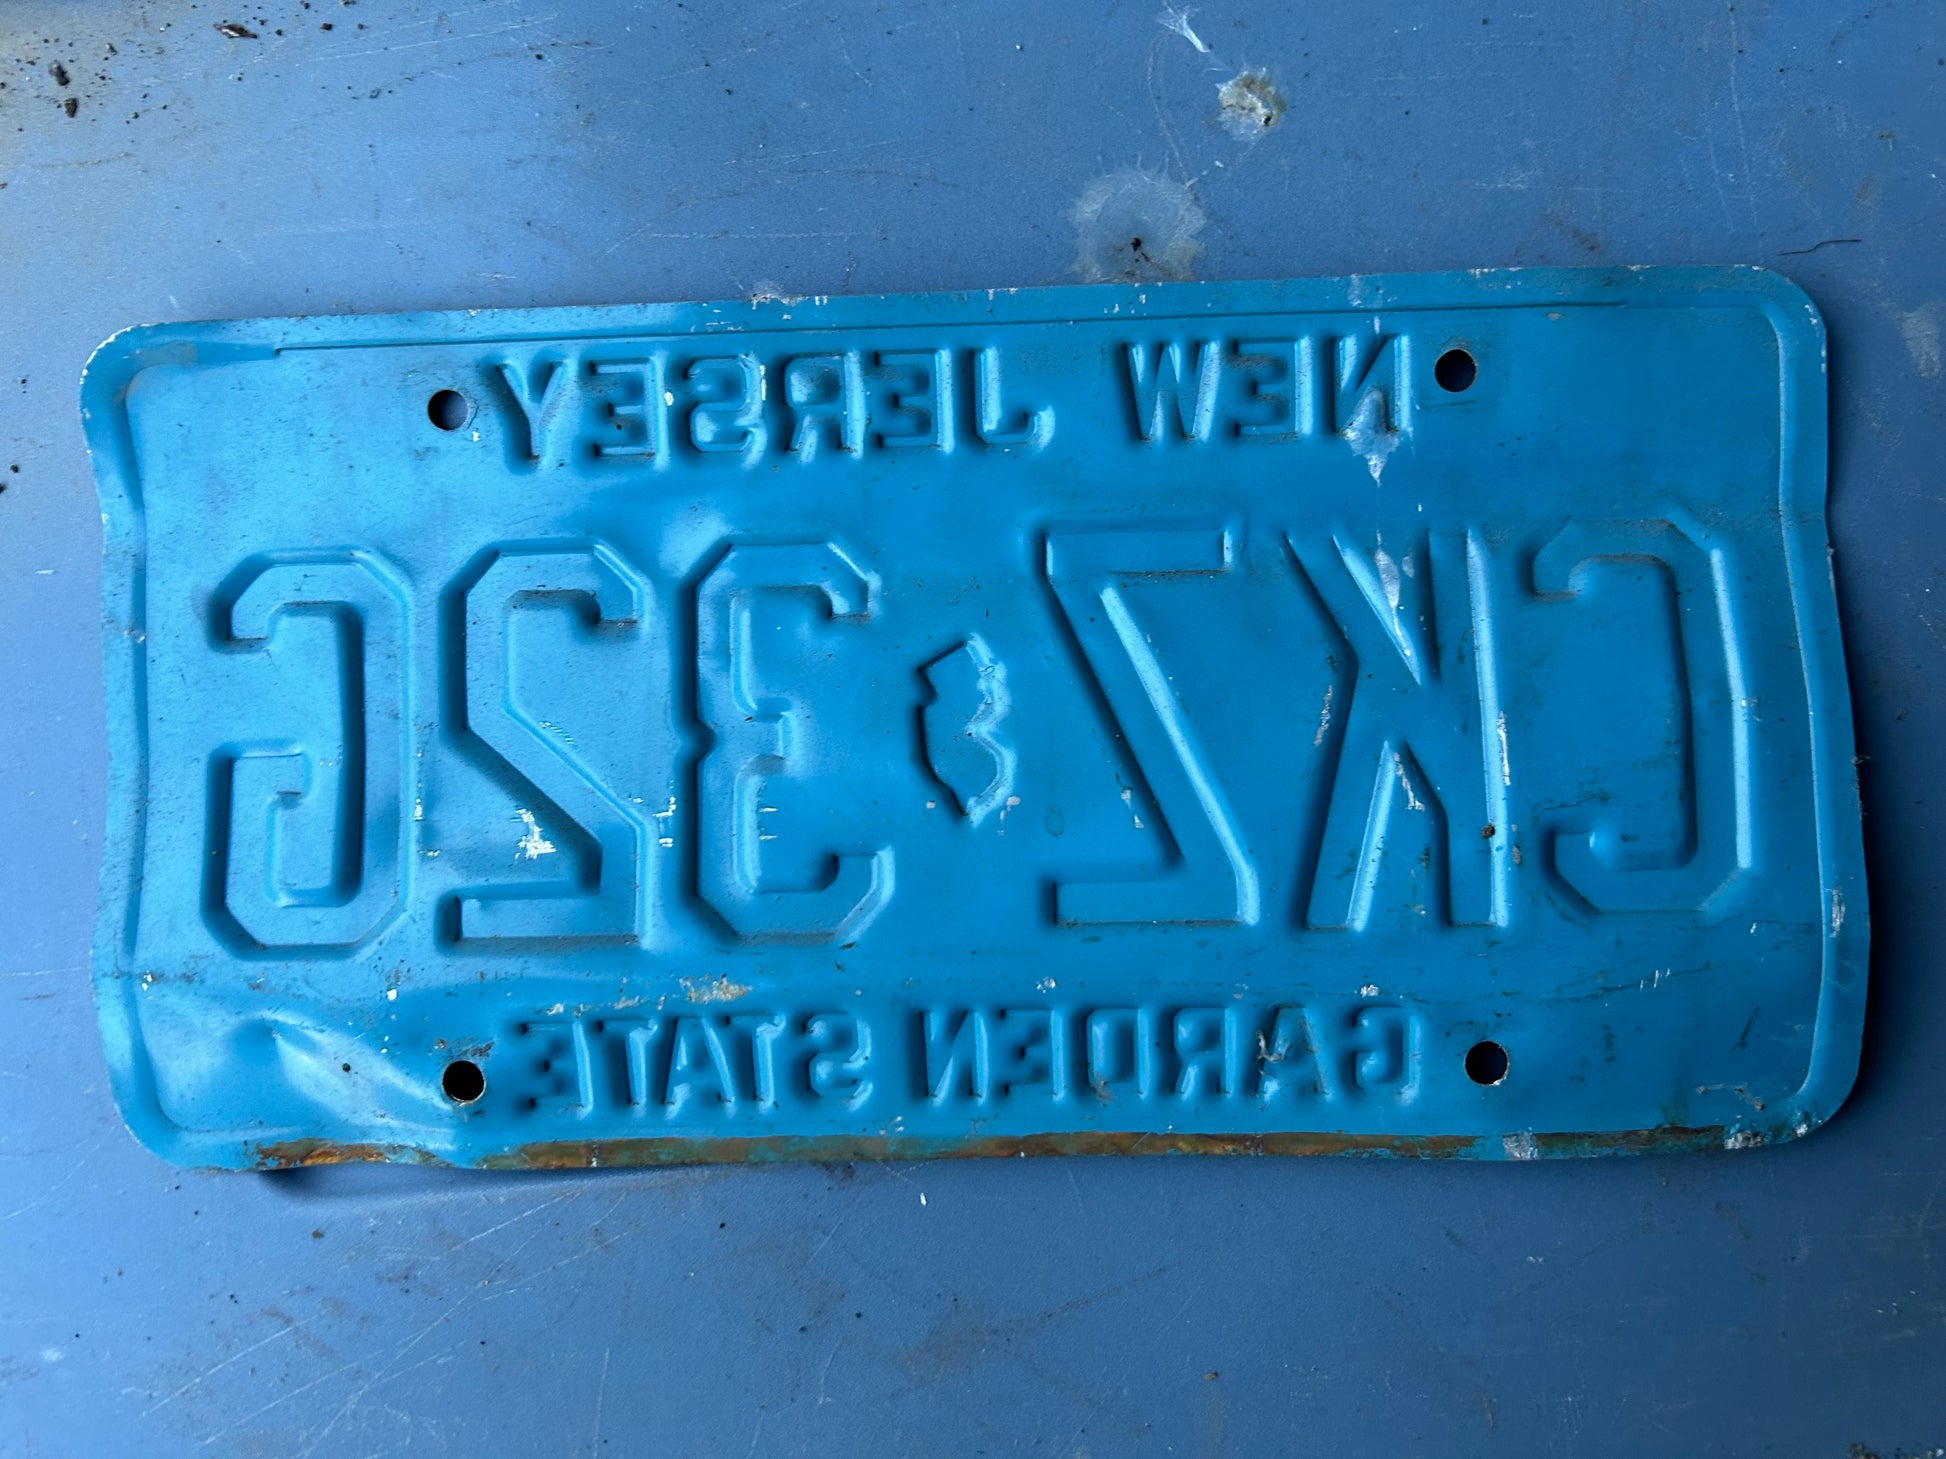 NEW JERSEY
CKZ 32G
GARDEN STATE